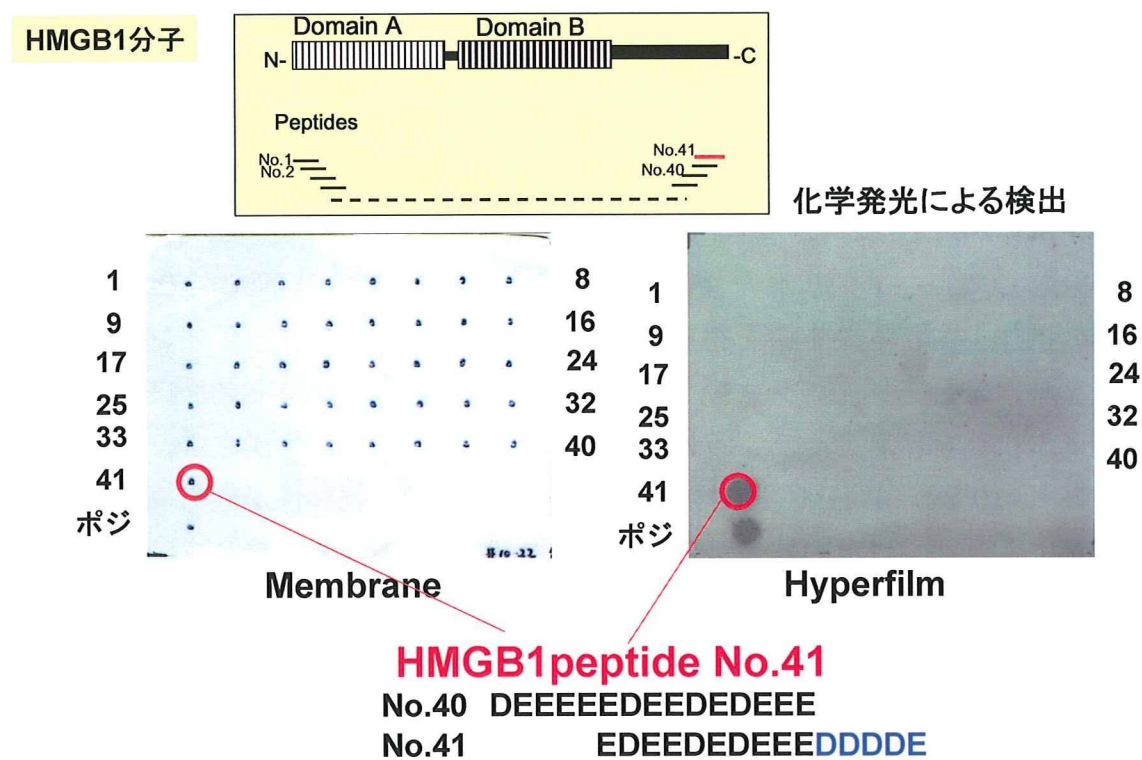 HMGB1分子
Domain A
Domain B
N-
-C
Peptides
No.1
No.2
No.41
No.40
化学発光による検出
1
8
9
16
17
24
25
32
33
40
41
ポジ
Membrane
1
8
9
16
17
24
25
32
33
40
41
ポジ
Hyperfilm
HMGB1peptide No.41
No.40 DEEEEEDEEDEDEEE
No.41 EDEEDEDEEEDDDDE